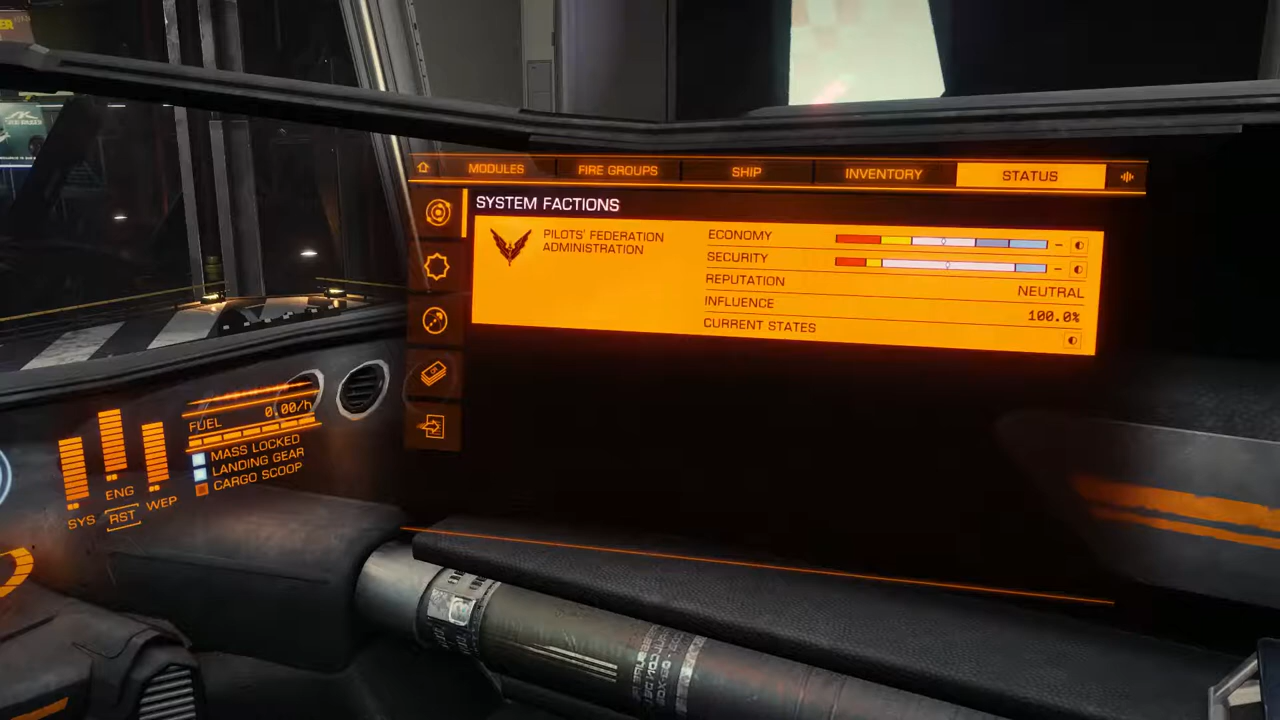 MODULES
FIRE GROUPS
SHIP
INVENTORY
STATUS
SYSTEM FACTIONS
PILOTS' FEDERATION
ADMINISTRATION
ECONOMY
SECURITY
REPUTATION NEUTRAL
INFLUENCE 100.0%
CURRENT STATES
0.00/h
FUEL
MASS LOCKED
LANDING GEAR
CARGO SCOOP
SYS
ENG
WEP
RST